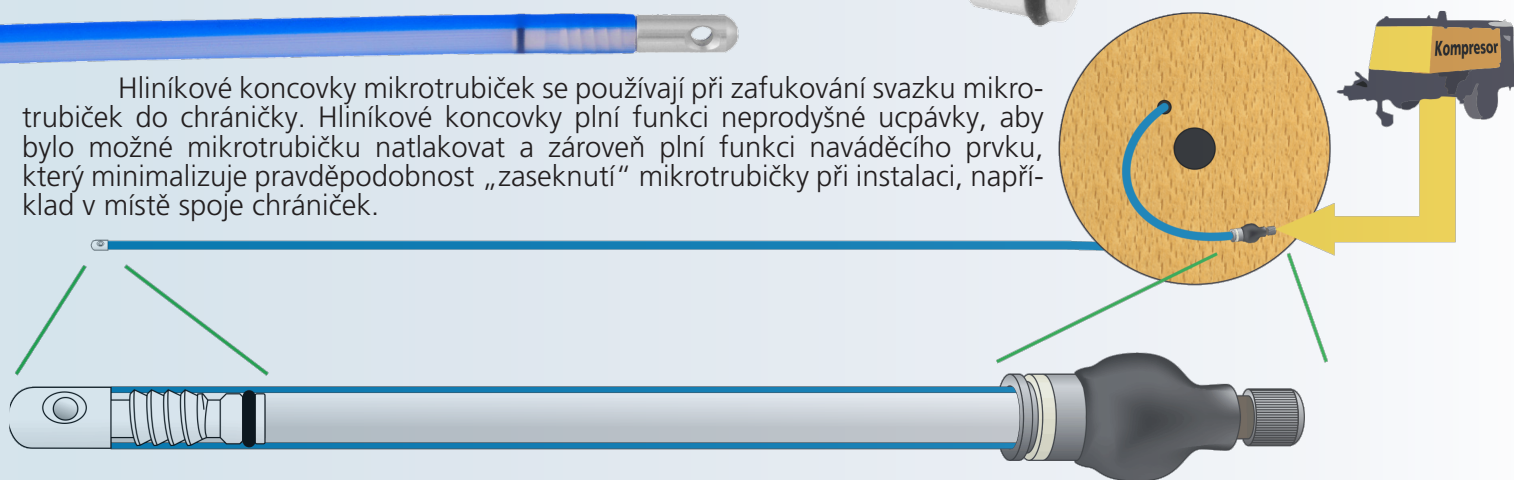 Kompresor
Hliníkové koncovky mikrotrubiček se používají při zafukování svazku mikro-
trubiček do chráničky. Hliníkové koncovky plní funkci neprodyšné ucpávky, aby
bylo možné mikrotrubičku natlakovat a zároveň plní funkci naváděcího prvku,
který minimalizuje pravděpodobnost „zaseknutí“ mikrotrubičky při instalaci, napří-
klad v místě spoje chrániček.